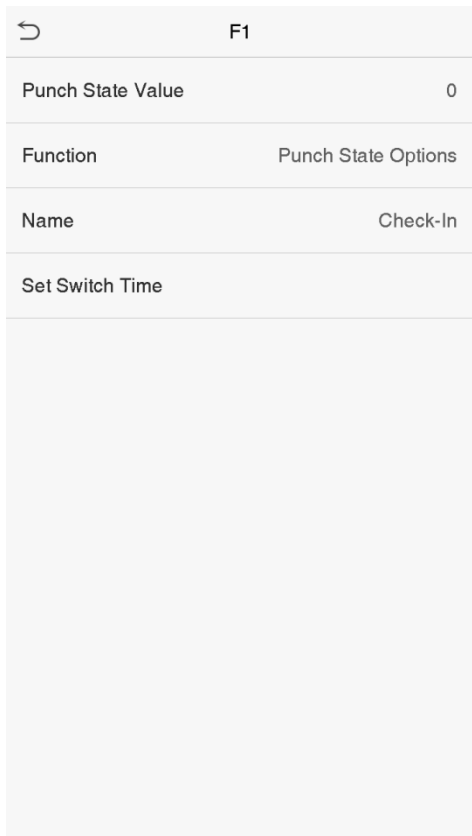 F1
Punch State Value 0
Function Punch State Options
Name Check-In
Set Switch Time